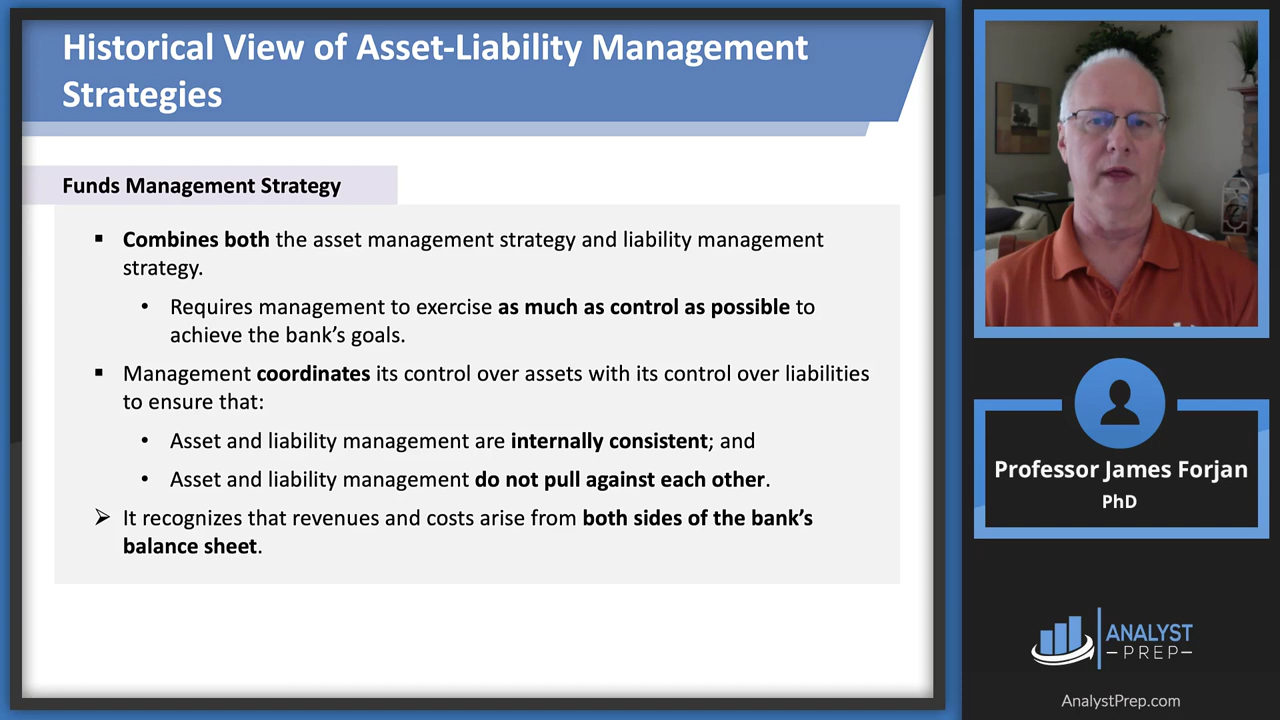 Historical View of Asset-Liability Management
Strategies
Funds Management Strategy
▪ Combines both the asset management strategy and liability management
strategy.
• Requires management to exercise as much as control as possible to
achieve the bank’s goals.
▪ Management coordinates its control over assets with its control over liabilities
to ensure that:
• Asset and liability management are internally consistent; and
• Asset and liability management do not pull against each other.
➢ It recognizes that revenues and costs arise from both sides of the bank’s
balance sheet.
Professor James Forjan
PhD
ANALYST
PREP
AnalystPrep.com